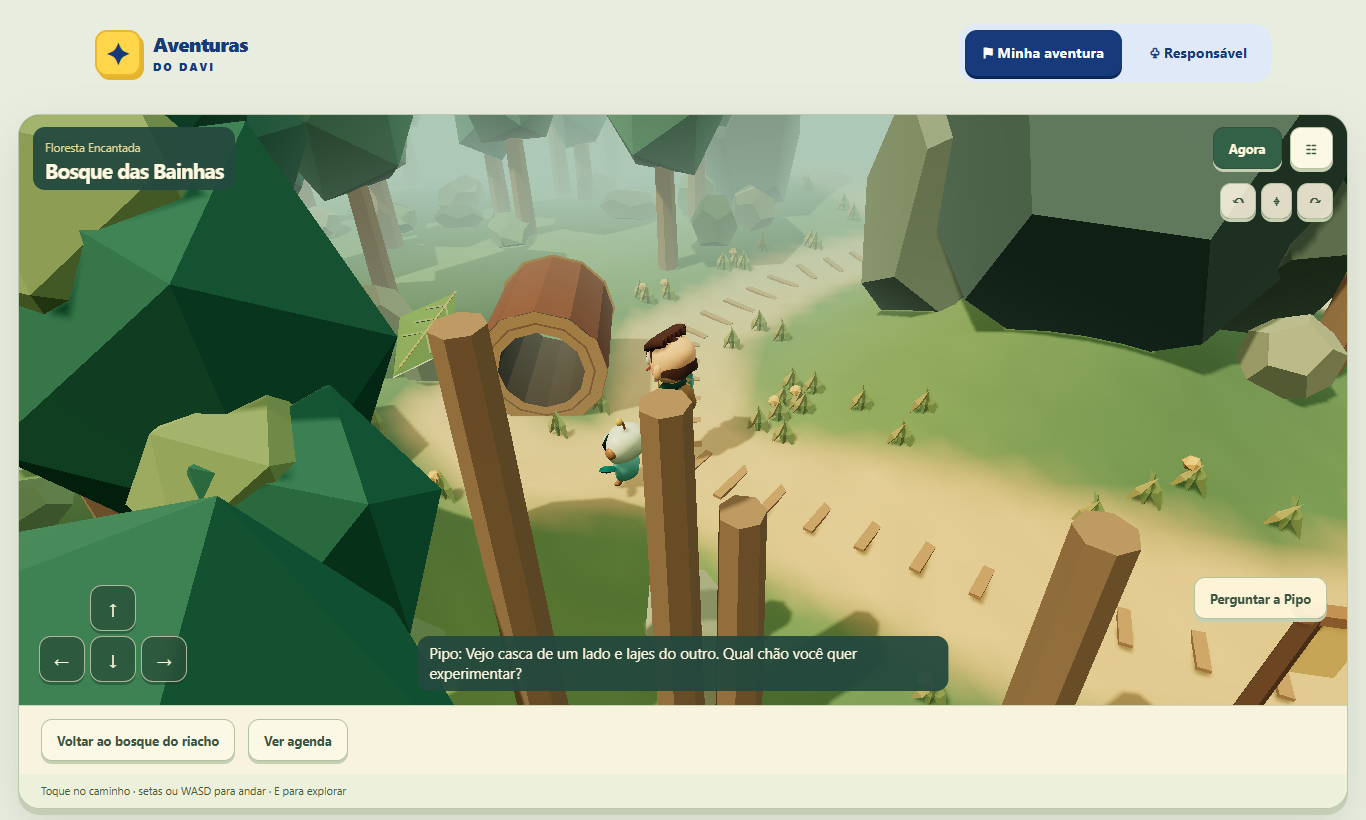 Aventuras
DO DAVI
Minha aventura
Responsável
Floresta Encantada
Bosque das Bainhas
Agora
Perguntar a Pipo
Pipo: Vejo casca de um lado e lajes do outro. Qual chão você quer
experimentar?
Voltar ao bosque do riacho
Ver agenda
Toque no caminho · setas ou WASD para andar · E para explorar